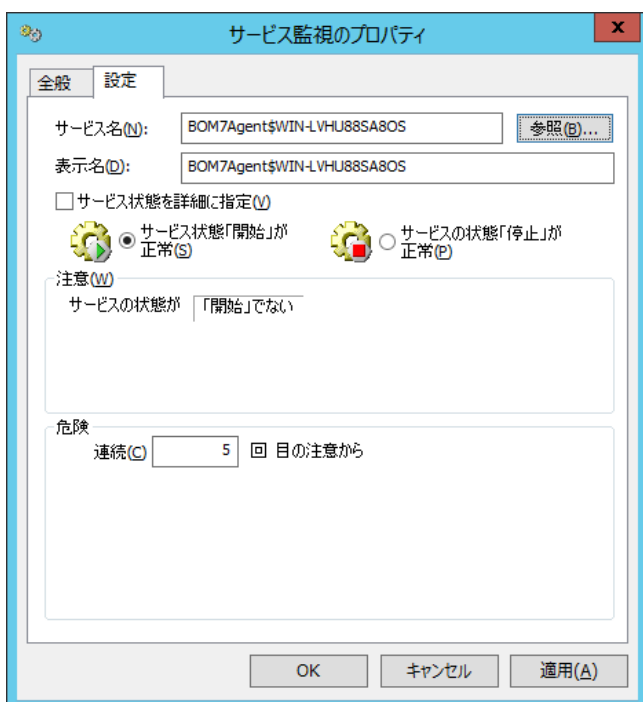 サービス監視のプロパティ
x
全般 設定
サービス名(N): BOM7Agent$WIN-LVHU88SA8OS 参照(B)...
表示名(D): BOM7Agent$WIN-LVHU88SA8OS
サービス状態を詳細に指定(V)
サービス状態「開始」が
正常(S)
サービスの状態「停止」が
正常(P)
注意(W)
サービスの状態が 「開始」でない
危険
連続(C) 5 回 目の注意から
OK キャンセル 適用(A)